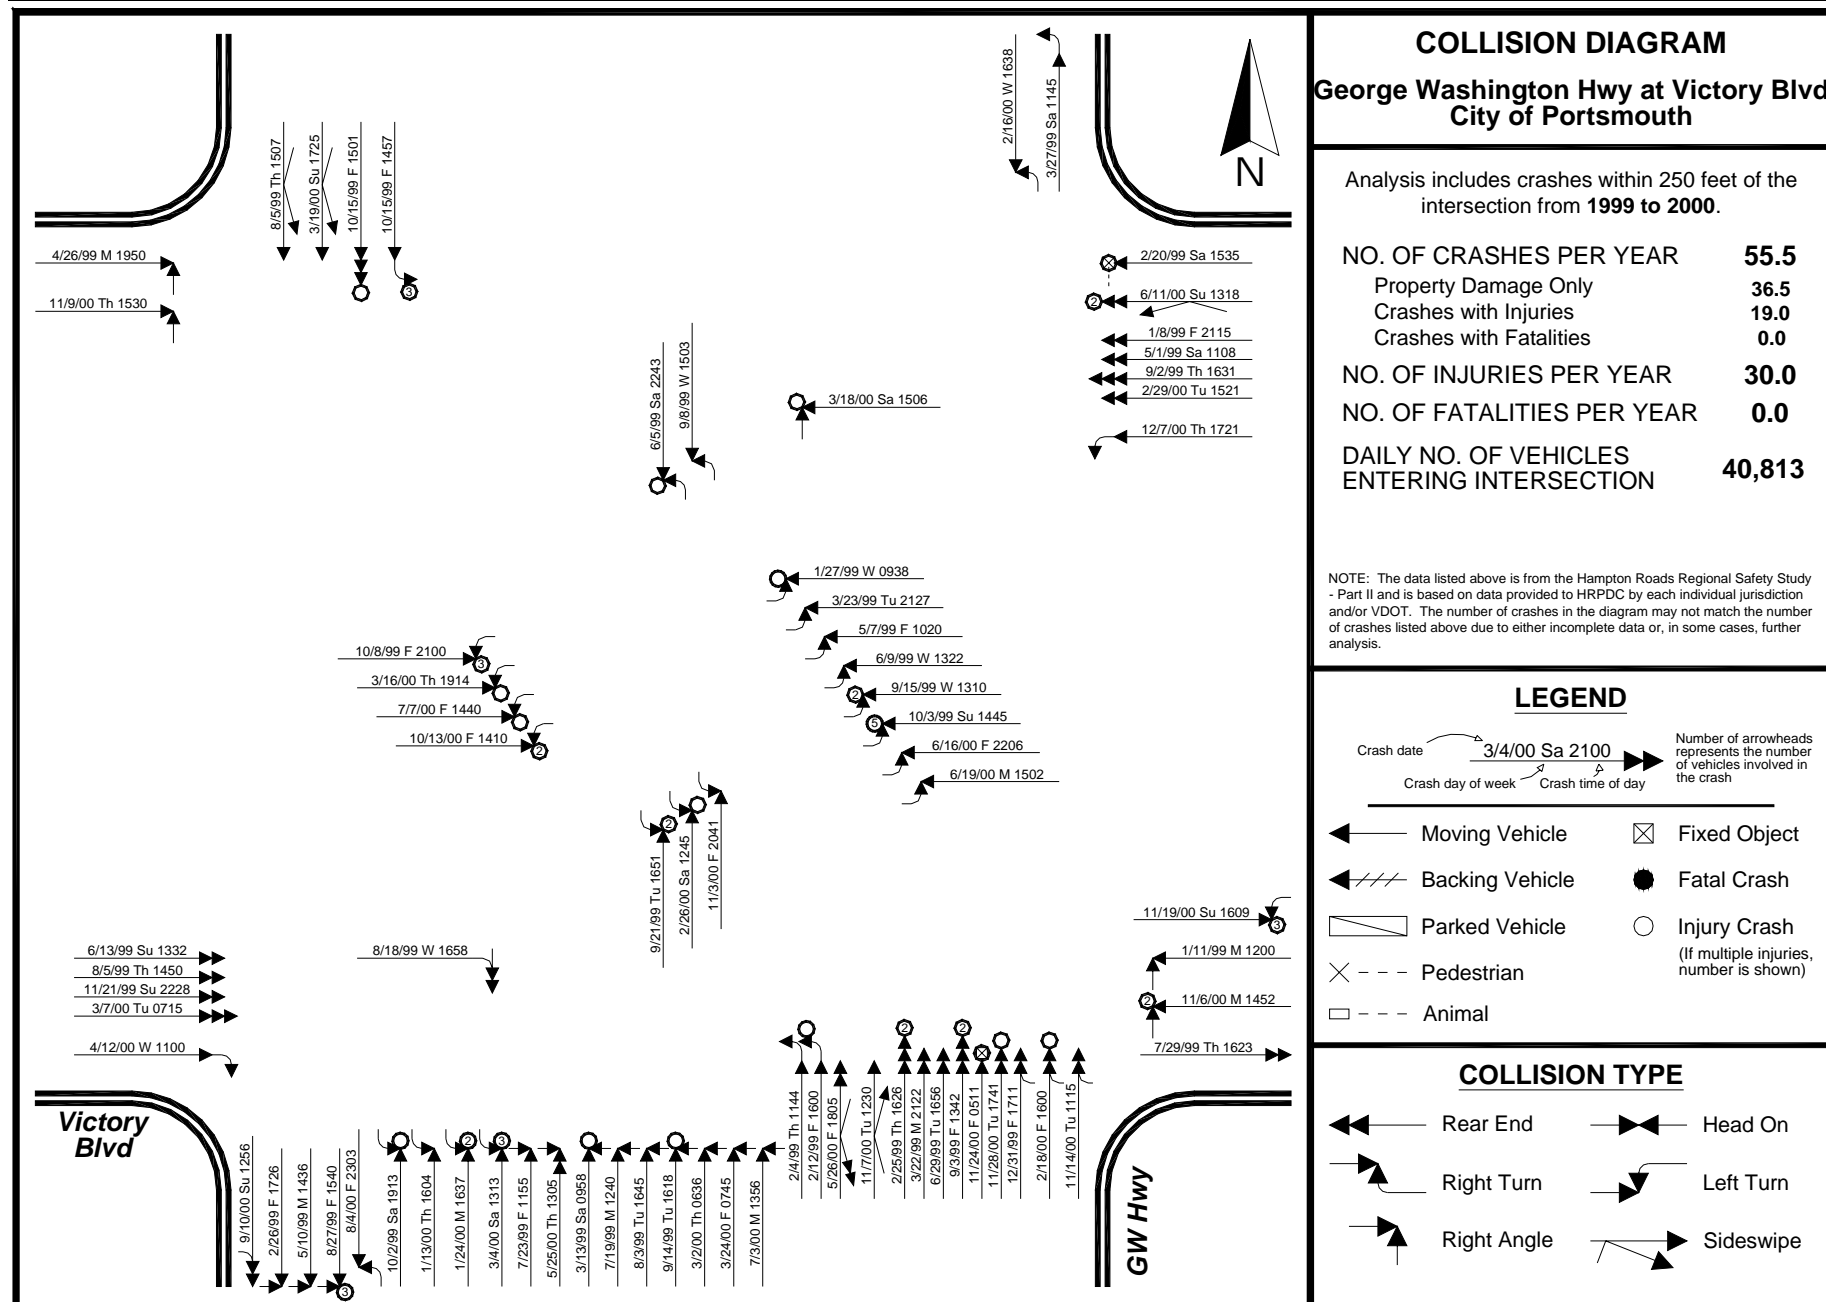 COLLISION DIAGRAM
George Washington Hwy at Victory Blvd
City of Portsmouth
Analysis includes crashes within 250 feet of the
intersection from 1999 to 2000.
NO. OF CRASHES PER YEAR 55.5
Property Damage Only 36.5
Crashes with Injuries 19.0
Crashes with Fatalities 0.0
NO. OF INJURIES PER YEAR 30.0
NO. OF FATALITIES PER YEAR 0.0
DAILY NO. OF VEHICLES
ENTERING INTERSECTION 40,813
NOTE: The data listed above is from the Hampton Roads Regional Safety Study
- Part II and is based on data provided to HRPDC by each individual jurisdiction
and/or VDOT. The number of crashes in the diagram may not match the number
of crashes listed above due to either incomplete data or, in some cases, further
analysis.
LEGEND
Crash date
3/4/00 Sa 2100
Crash day of week
Crash time of day
Number of arrowheads
represents the number
of vehicles involved in
the crash
Moving Vehicle
Fixed Object
Backing Vehicle
Fatal Crash
Parked Vehicle
Injury Crash
(If multiple injuries,
number is shown)
Pedestrian
Animal
COLLISION TYPE
Rear End
Head On
Right Turn
Left Turn
Right Angle
Sideswipe
N
8/5/99 Th 1507
3/19/00 Su 1725
10/15/99 F 1501
10/15/99 F 1457
3
2/16/00 W 1638
3/27/99 Sa 1145
4/26/99 M 1950
11/9/00 Th 1530
2/20/99 Sa 1535
2
6/11/00 Su 1318
1/8/99 F 2115
5/1/99 Sa 1108
9/2/99 Th 1631
2/29/00 Tu 1521
12/7/00 Th 1721
6/5/99 Sa 2243
9/8/99 W 1503
3/18/00 Sa 1506
1/27/99 W 0938
3/23/99 Tu 2127
5/7/99 F 1020
6/9/99 W 1322
2
9/15/99 W 1310
5
10/3/99 Su 1445
6/16/00 F 2206
6/19/00 M 1502
10/8/99 F 2100
3
3/16/00 Th 1914
7/7/00 F 1440
10/13/00 F 1410
2
2
9/21/99 Tu 1651
2/26/00 Sa 1245
11/3/00 F 2041
6/13/99 Su 1332
8/5/99 Th 1450
11/21/99 Su 2228
3/7/00 Tu 0715
4/12/00 W 1100
8/18/99 W 1658
11/19/00 Su 1609
3
1/11/99 M 1200
2
11/6/00 M 1452
7/29/99 Th 1623
2
2
2/4/99 Th 1144
2/12/99 F 1600
5/26/00 F 1805
11/7/00 Tu 1230
2/25/99 Th 1626
3/22/99 M 2122
6/29/99 Tu 1656
9/3/99 F 1342
11/24/00 F 0511
11/28/00 Tu 1741
12/31/99 F 1711
2/18/00 F 1600
11/14/00 Tu 1115
Victory
Blvd
2
3
9/10/00 Su 1256
2/26/99 F 1726
5/10/99 M 1436
8/27/99 F 1540
3
8/4/00 F 2303
10/2/99 Sa 1913
1/13/00 Th 1604
1/24/00 M 1637
3/4/00 Sa 1313
7/23/99 F 1155
5/25/00 Th 1305
3/13/99 Sa 0958
7/19/99 M 1240
8/3/99 Tu 1645
9/14/99 Tu 1618
3/2/00 Th 0636
3/24/00 F 0745
7/3/00 M 1356
GW Hwy